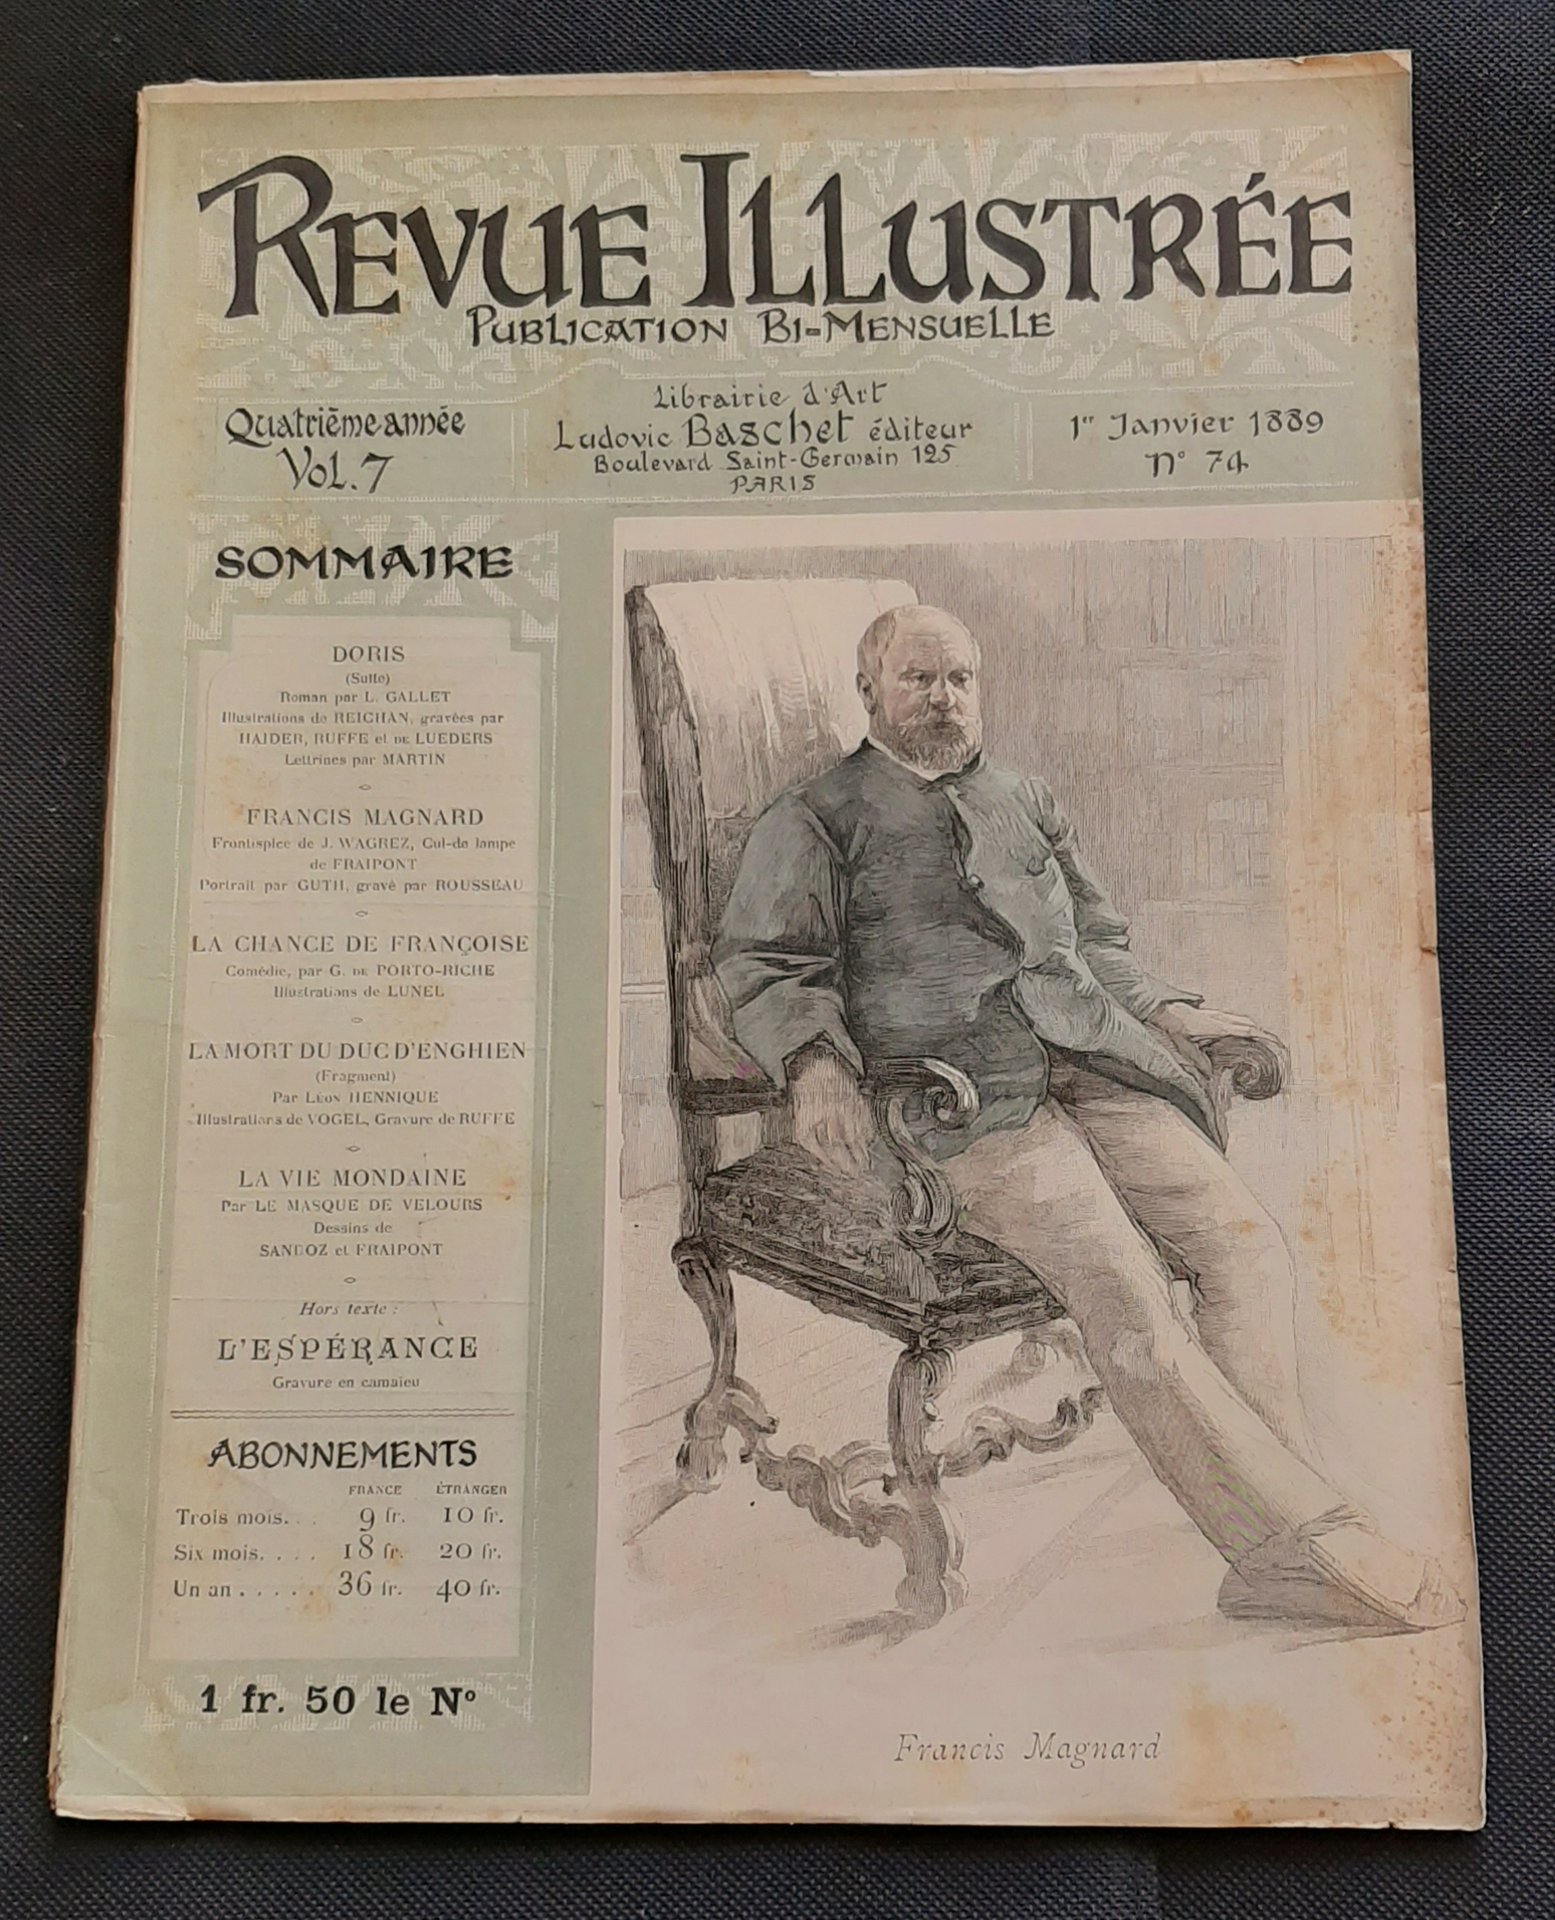 REVUE ILLUSTRÉE
PUBLICATION BI-MENSUELLE
Quatrième année
Vol. 7
Librairie d'Art
Ludovic Baschet éditeur
Boulevard Saint-Germain 125
PARIS
1er Janvier 1889
N° 74
SOMMAIRE
DORIS
(Suite)
Roman par L. GALLET
Illustrations de REICHAN, gravées par
HAIDER, RUFFE et DE LUEDERS
Lettrines par MARTIN
FRANCIS MAGNARD
Frontispice de J. WAGREZ, Cul-de lampe
de FRAIPONT
Portrait par GUTH, gravé par ROUSSEAU
LA CHANCE DE FRANÇOISE
Comédie, par G. DE PORTO-RICHE
Illustrations de LUNEL
LA MORT DU DUC D'ENGHIEN
(Fragment)
Par LÉON HENNIQUE
Illustrations de VOGEL, Gravure de RUFFE
LA VIE MONDAINE
Par LE MASQUE DE VELOURS
Dessins de
SANDOZ et FRAIPONT
Hors texte :
L'ESPÉRANCE
Gravure en camaieu
ABONNEMENTS
FRANCE ÉTRANGER
Trois mois. . . 9 fr. 10 fr.
Six mois. . . . 18 fr. 20 fr.
Un an . . . . . 36 fr. 40 fr.
1 fr. 50 le N°
Francis Magnard